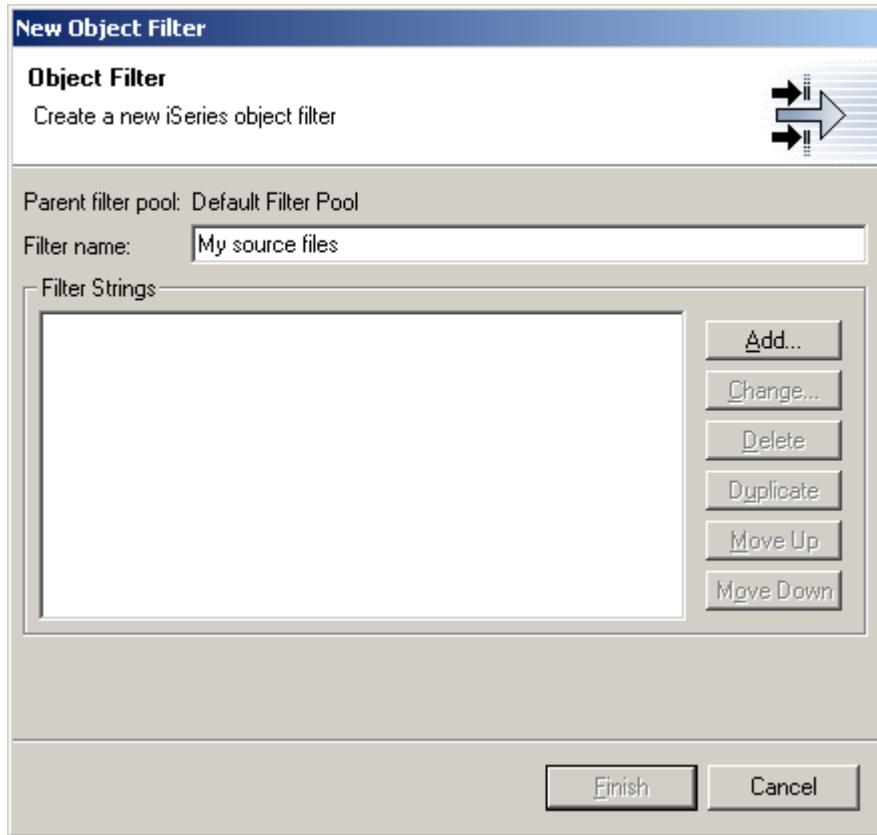 New Object Filter
Object Filter
Create a new iSeries object filter
Parent filter pool: Default Filter Pool
Filter name: My source files
Filter Strings
Add...
Change...
Delete
Duplicate
Move Up
Move Down
Finish Cancel